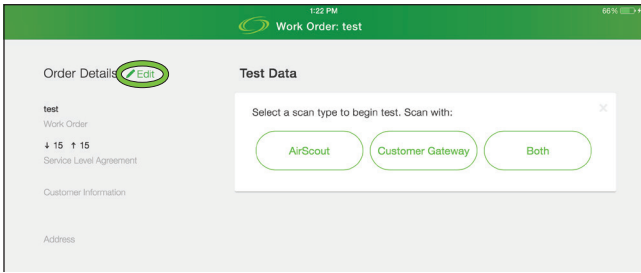 1:22 PM
66%
Work Order: test
Order Details Edit
test
Work Order
↓ 15 ↑ 15
Service Level Agreement
Customer Information
Address
Test Data
Select a scan type to begin test. Scan with:
AirScout
Customer Gateway
Both